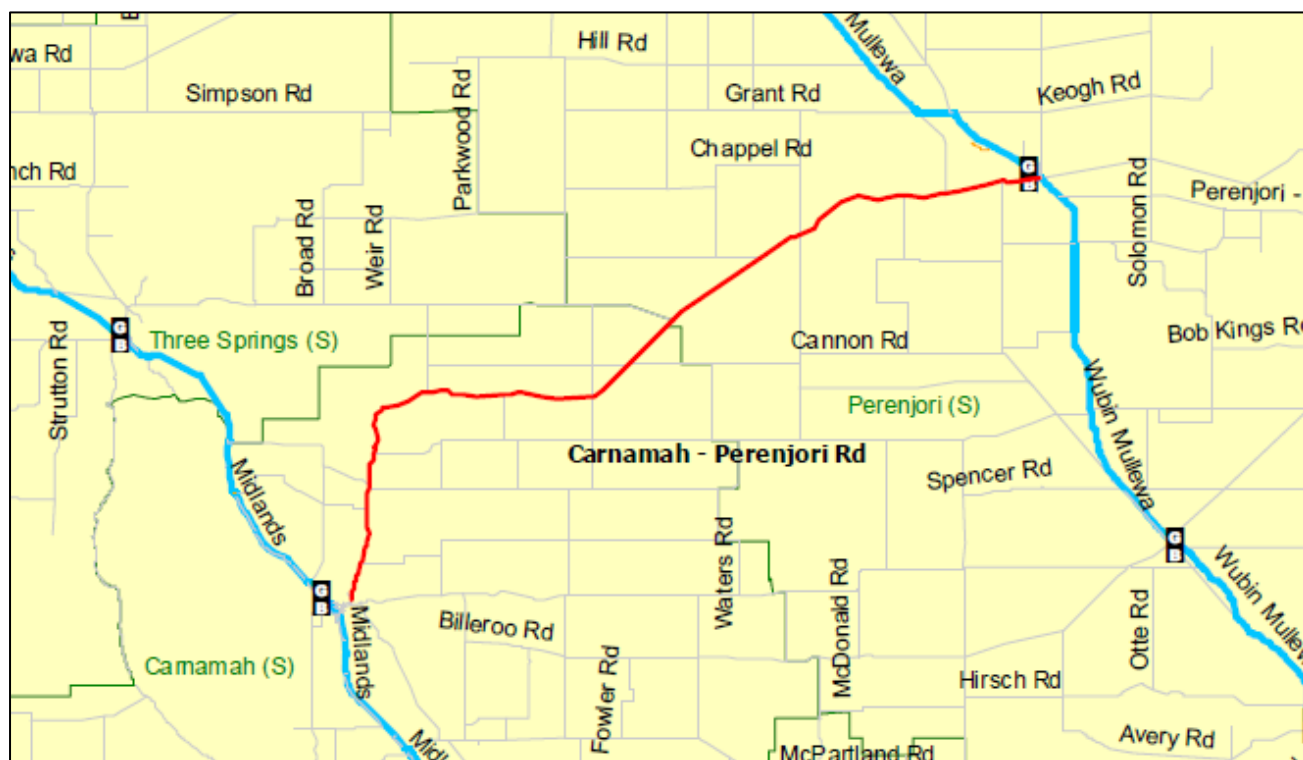 Hill Rd
Mullewa
wa Rd
Simpson Rd
Parkwood Rd
Grant Rd
Keogh Rd
Chappel Rd
nch Rd
G
B
Solomon Rd
Perenjori -
Broad Rd
Weir Rd
Strutton Rd
G
B
Three Springs (S)
Cannon Rd
Bob Kings Rd
Wubin Mullewa
Perenjori (S)
Carnamah - Perenjori Rd
Spencer Rd
Midlands
G
B
Waters Rd
McDonald Rd
G
B
Wubin Mullewa
Midlands
Billeroo Rd
Otte Rd
Carnamah (S)
Fowler Rd
Hirsch Rd
Avery Rd
Midl
McPartland Rd